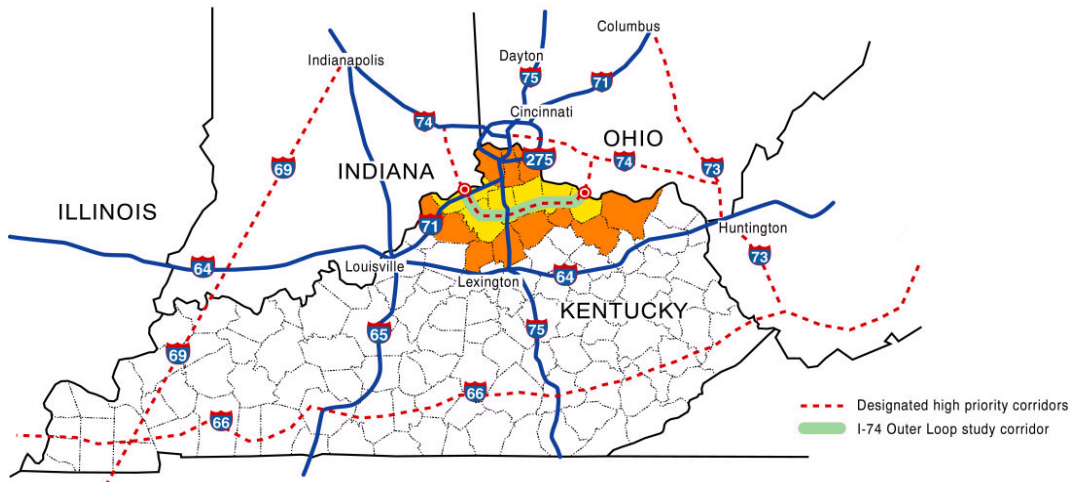 Columbus
Dayton
Indianapolis
75
71
Cincinnati
74
OHIO
275
74
73
69
INDIANA
ILLINOIS
71
Huntington
64
Louisville
64
73
Lexington
KENTUCKY
65
75
69
66
66
Designated high priority corridors
I-74 Outer Loop study corridor